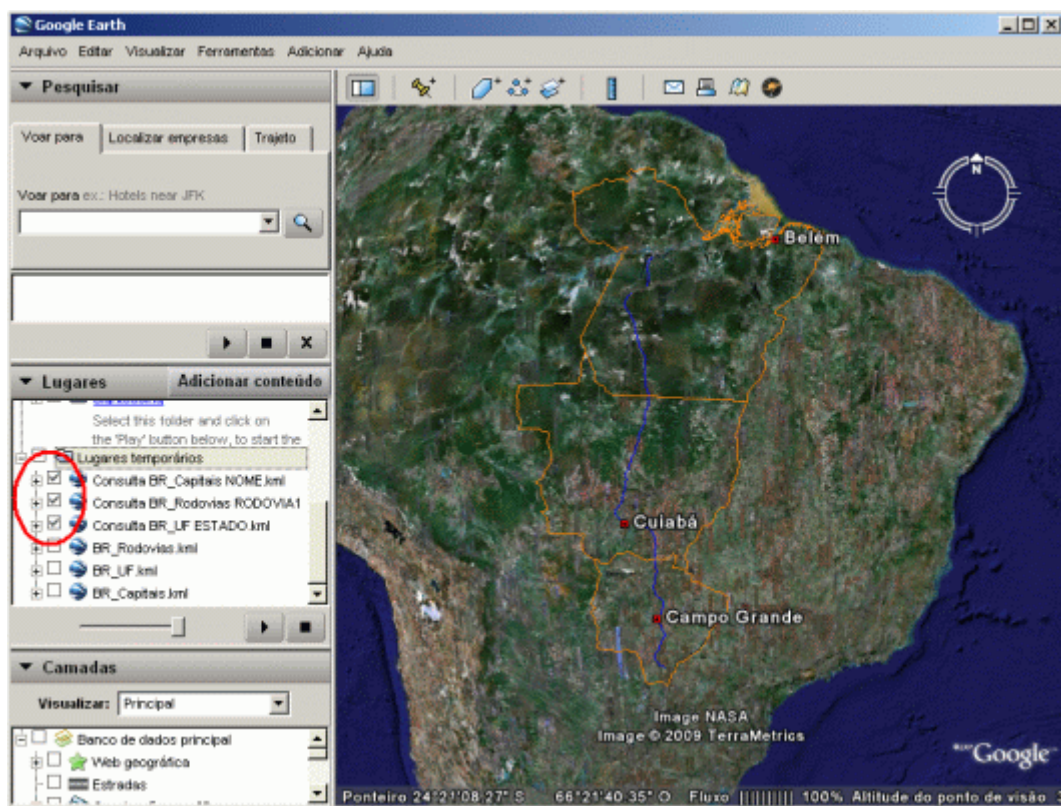 Google Earth
Arquivo Editar Visualizar Ferramentas Adicionar Ajuda
Pesquisar
Voar para Localizar empresas Trajeto
Voar para ex.: Hotels near JFK
Lugares Adicionar conteúdo
Select this folder and click on
the 'Play' button below, to start the
Lugares temporários
Consulta BR_Capitais NOME.kml
Consulta BR_Rodovias RODOVIA1
Consulta BR_UF ESTADO.kml
BR_Rodovias.kml
BR_UF.kml
BR_Capitais.kml
Camadas
Visualizar: Principal
Banco de dados principal
Web geográfica
Estradas
N
Belém
Cuiabá
Campo Grande
Image NASA
Image © 2009 TerraMetrics
Google
Ponteiro 24°21'08.27" S 66°21'40.35" O Fluxo 100% Altitude do ponto de visão